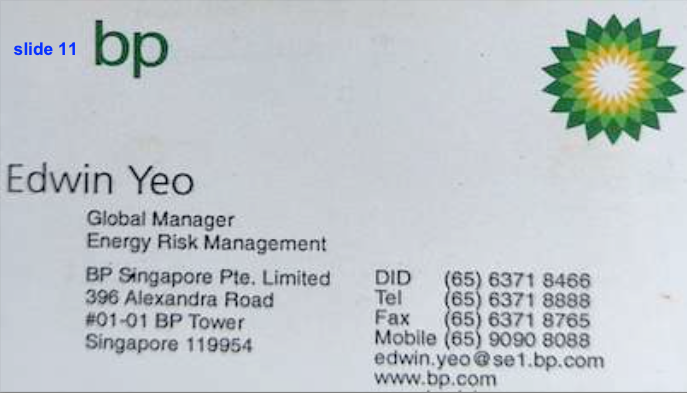 slide 11
bp
Edwin Yeo
Global Manager
Energy Risk Management
BP Singapore Pte. Limited
396 Alexandra Road
#01-01 BP Tower
Singapore 119954
DID (65) 6371 8466
Tel (65) 6371 8888
Fax (65) 6371 8765
Mobile (65) 9090 8088
edwin.yeo@se1.bp.com
www.bp.com